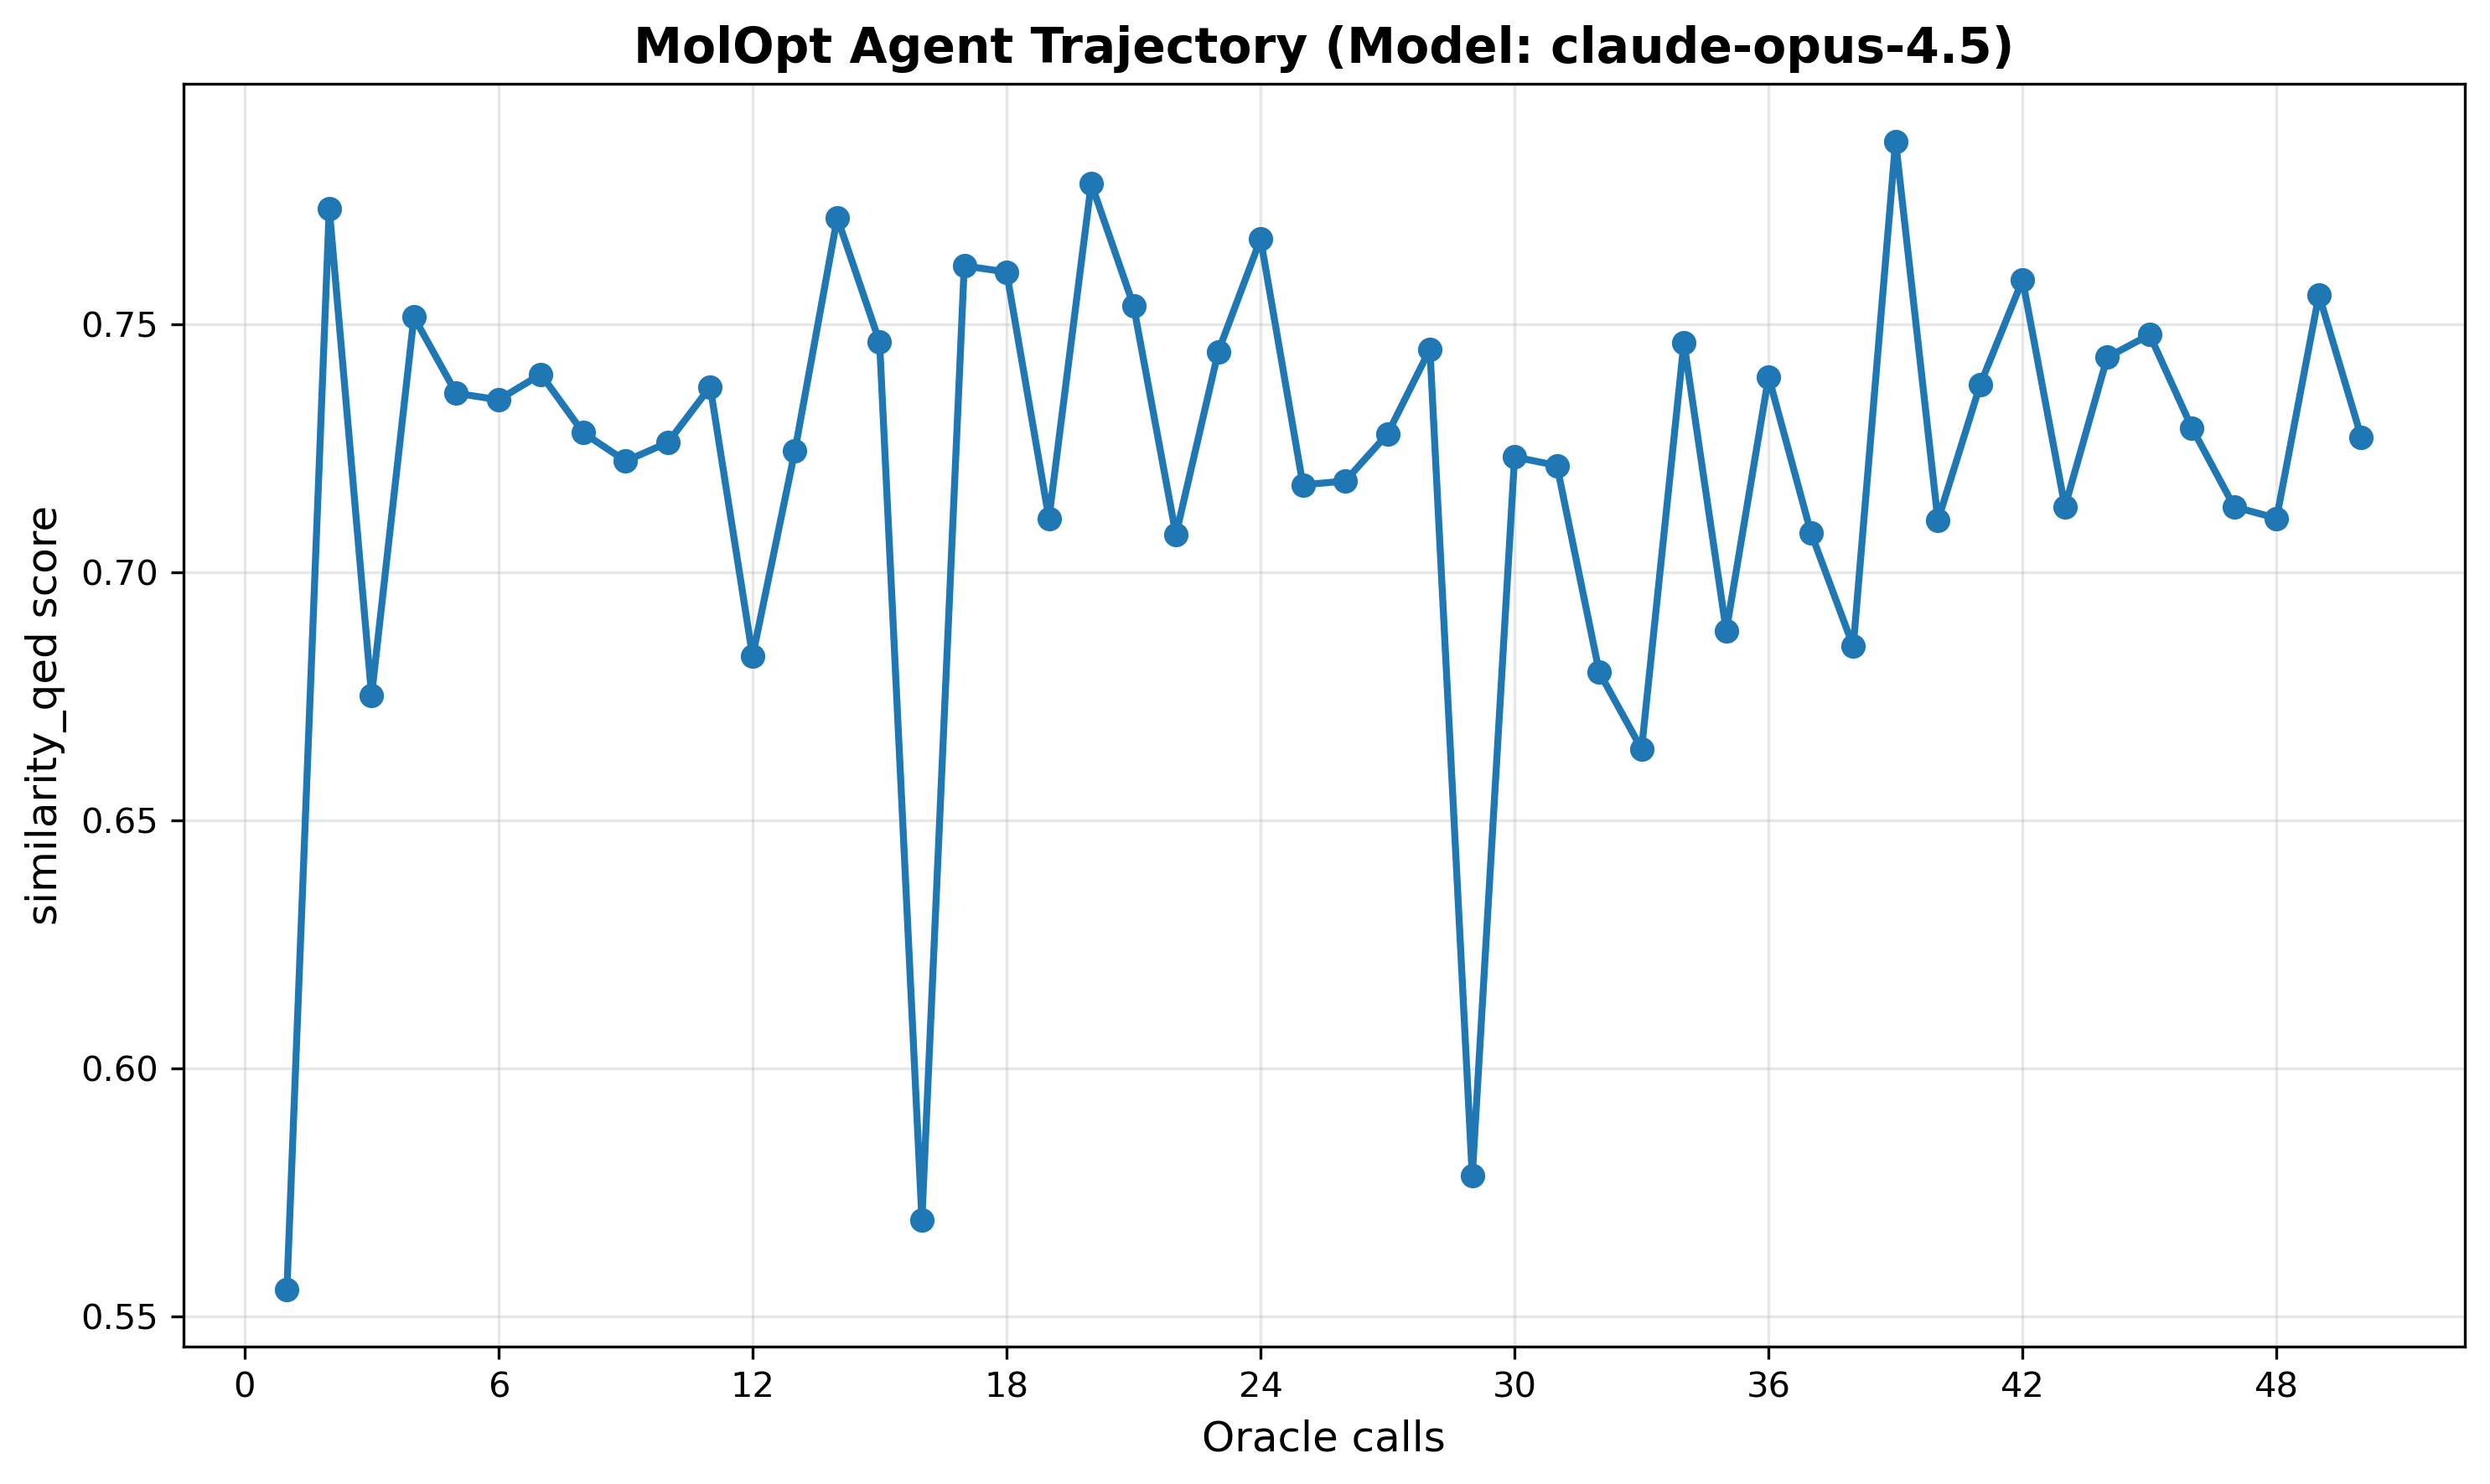 MolOpt Agent Trajectory (Model: claude-opus-4.5)
similarity_qed score
0.75
0.70
0.65
0.60
0.55
0 6 12 18 24 30 36 42 48
Oracle calls